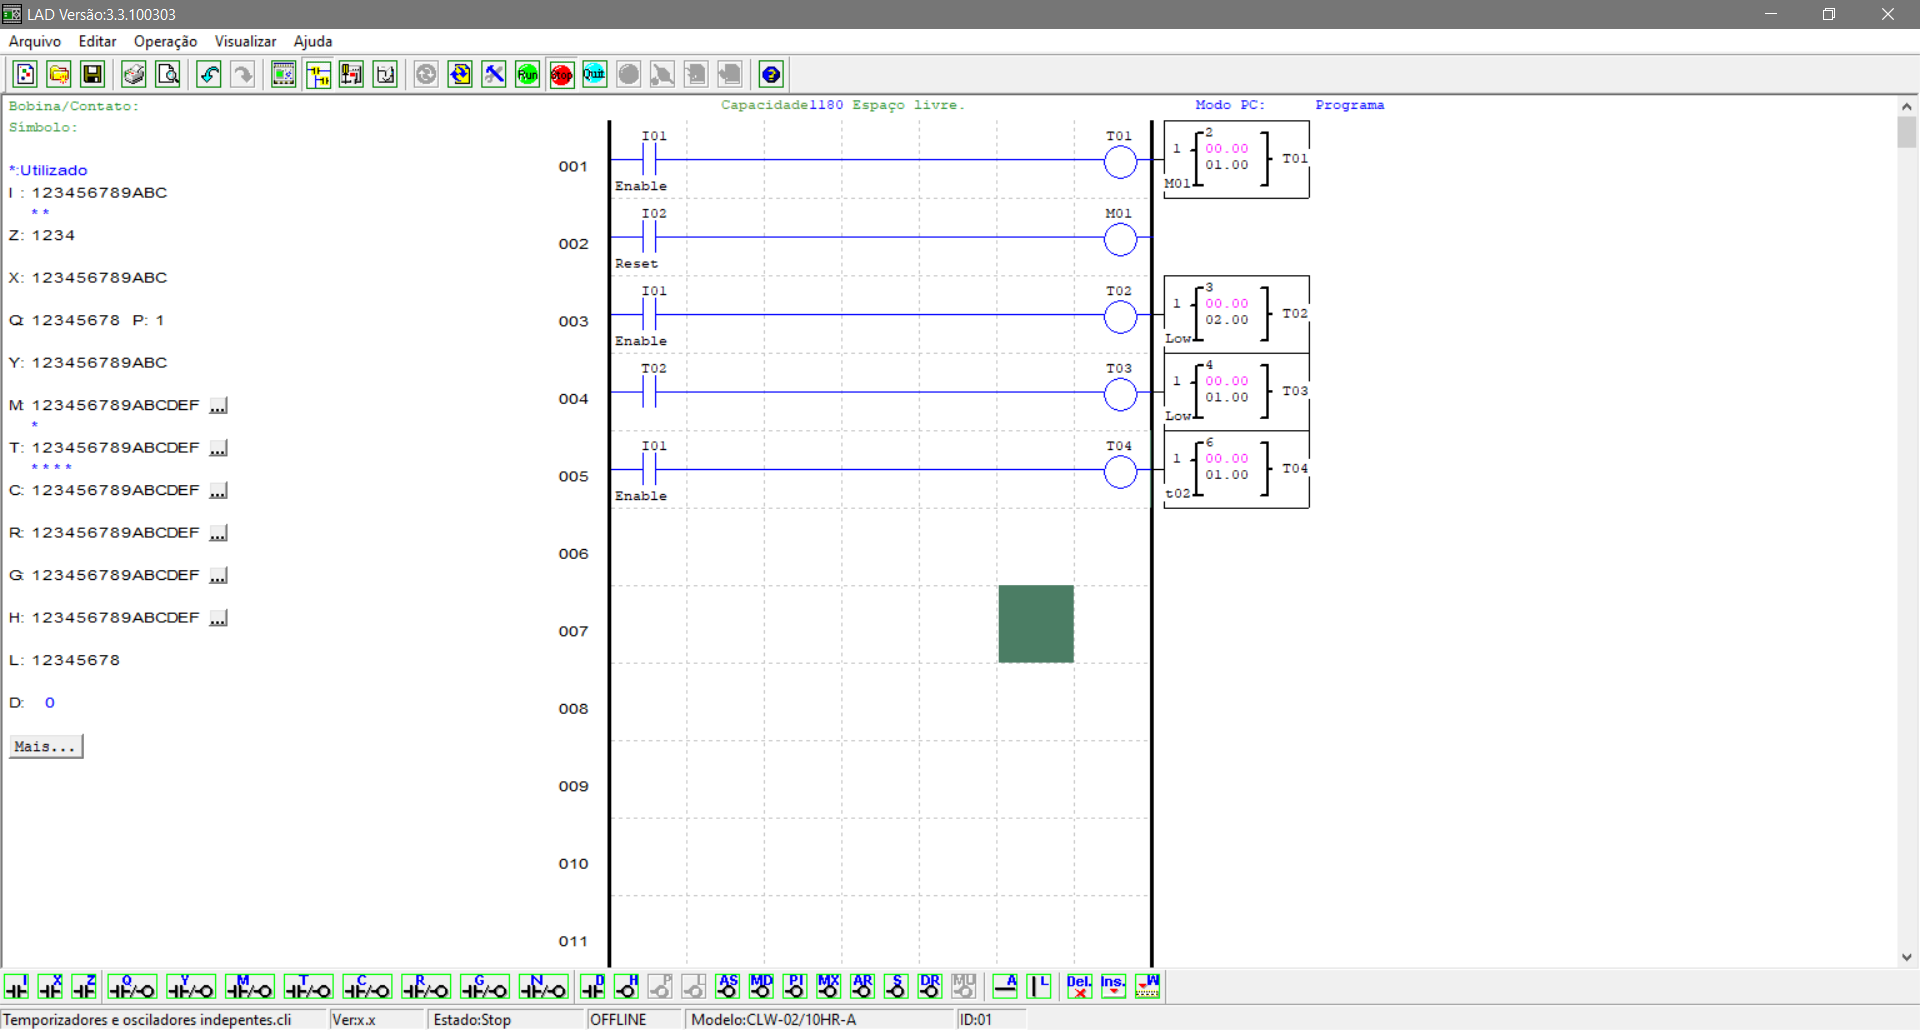 LAD Versão:3.3.100303
Arquivo Editar Operação Visualizar Ajuda
Run Stop Quit
Bobina/Contato:
Símbolo:
Capacidade1180 Espaço livre.
Modo PC: Programa
*:Utilizado
I : 123456789ABC
* *
Z: 1234
X: 123456789ABC
Q: 12345678 P: 1
Y: 123456789ABC
M: 123456789ABCDEF ...
*
T: 123456789ABCDEF ...
* * * *
C: 123456789ABCDEF ...
R: 123456789ABCDEF ...
G: 123456789ABCDEF ...
H: 123456789ABCDEF ...
L: 12345678
D: 0
Mais...
001 I01 Enable T01
1 2 00.00 01.00 M01 T01
002 I02 Reset M01
003 I01 Enable T02
1 3 00.00 02.00 Low T02
004 T02 T03
1 4 00.00 01.00 Low T03
005 I01 Enable T04
1 6 00.00 01.00 t02 T04
006
007
008
009
010
011
I X Z Q Y M T C R G N D H P L AS MD PI MX AR S DR MU A L Del. Ins. W
Temporizadores e osciladores indepentes.cli Ver:x.x Estado:Stop OFFLINE Modelo:CLW-02/10HR-A ID:01